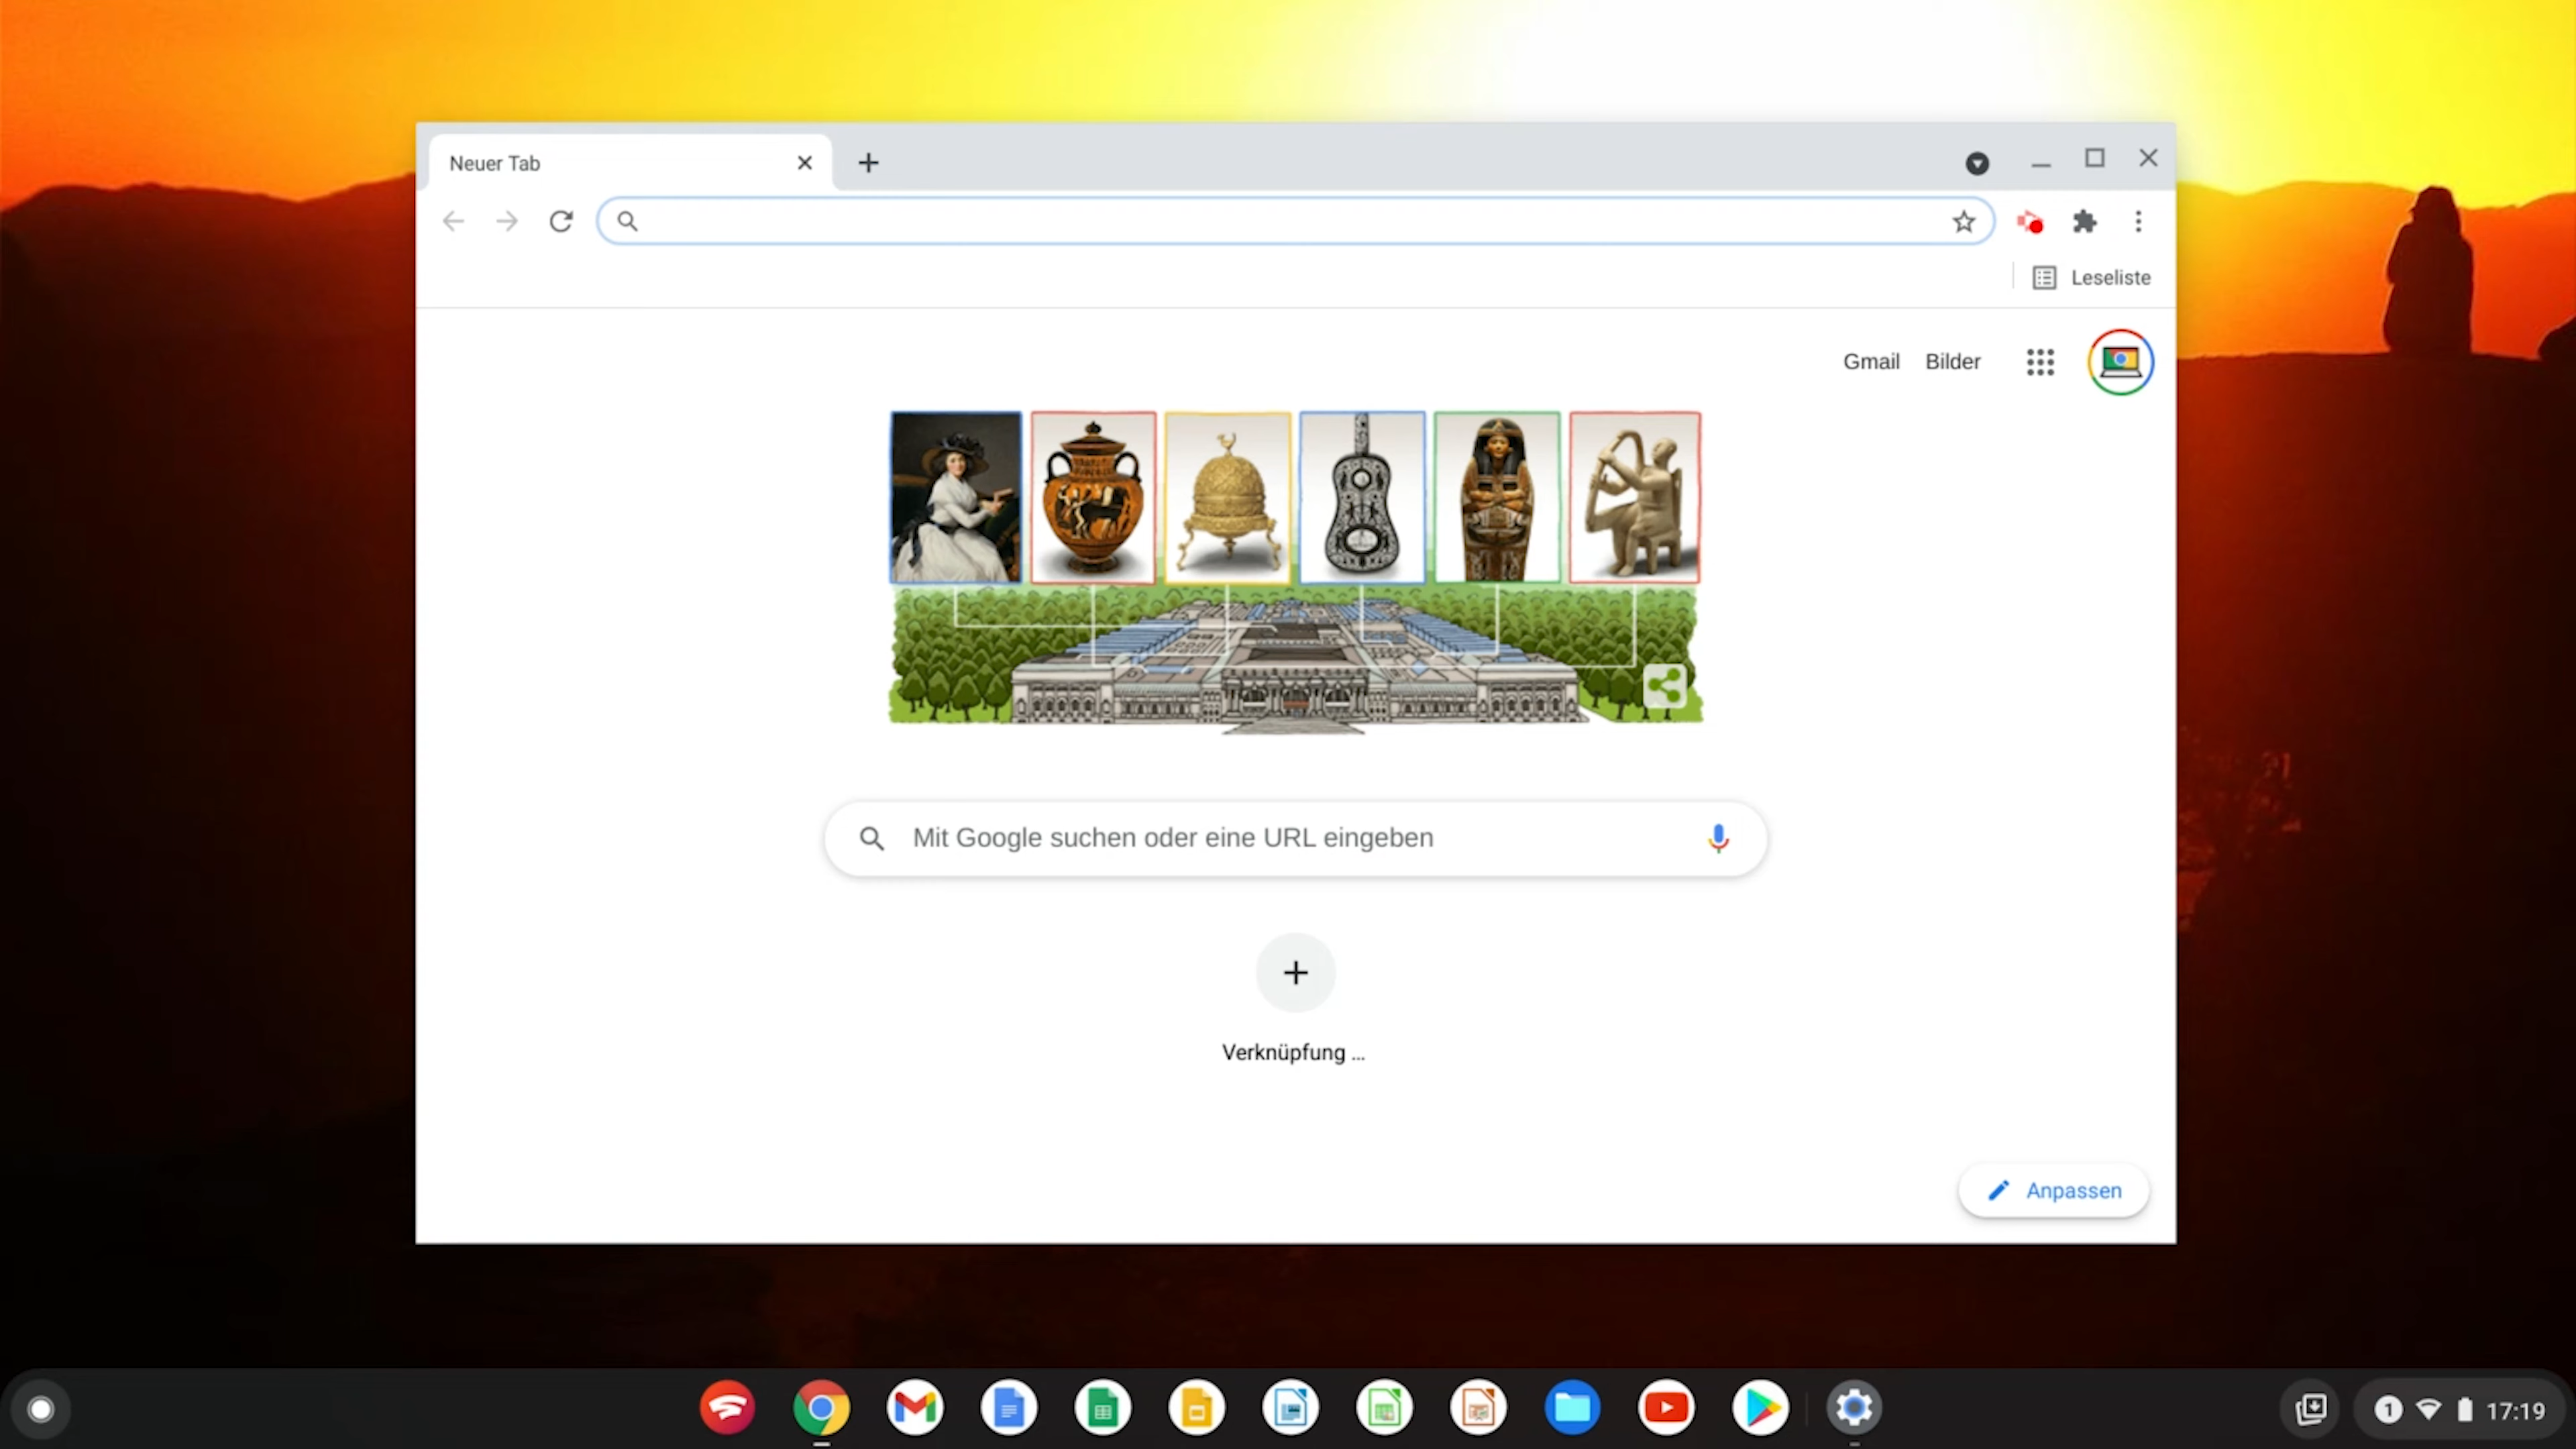 Neuer Tab
Leseliste
Gmail Bilder
Mit Google suchen oder eine URL eingeben
Verknüpfung ...
Anpassen
1 17:19